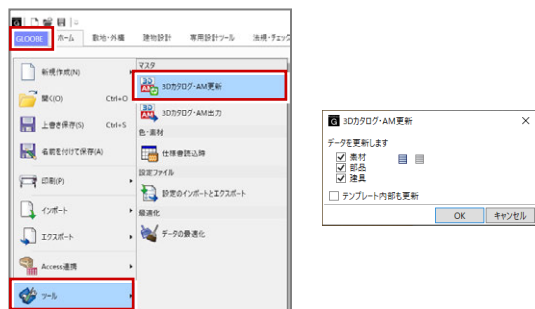 GLOOBE ホーム 敷地・外構 建物設計 専用設計ツール 法規・チェック
新規作成(N)
開く(O) Ctrl+O
上書き保存(S) Ctrl+S
名前を付けて保存(A)
印刷(P)
インポート
エクスポート
Access連携
ツール
マスタ
3Dカタログ・AM更新
3Dカタログ・AM出力
色・素材
仕様書読込時
設定ファイル
設定のインポートとエクスポート
最適化
データの最適化
3Dカタログ・AM更新
データを更新します
素材
部品
建具
テンプレート内部も更新
OK キャンセル